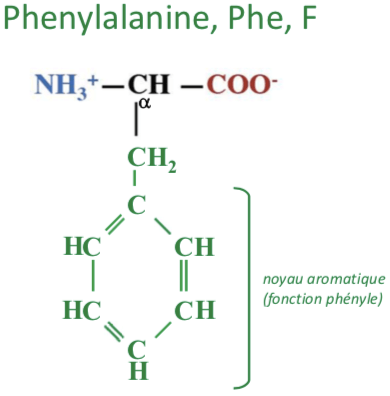 Phenylalanine, Phe, F
NH₃⁺—CH—COO⁻
α
CH₂
C
HC CH
HC CH
C
H
noyau aromatique
(fonction phényle)